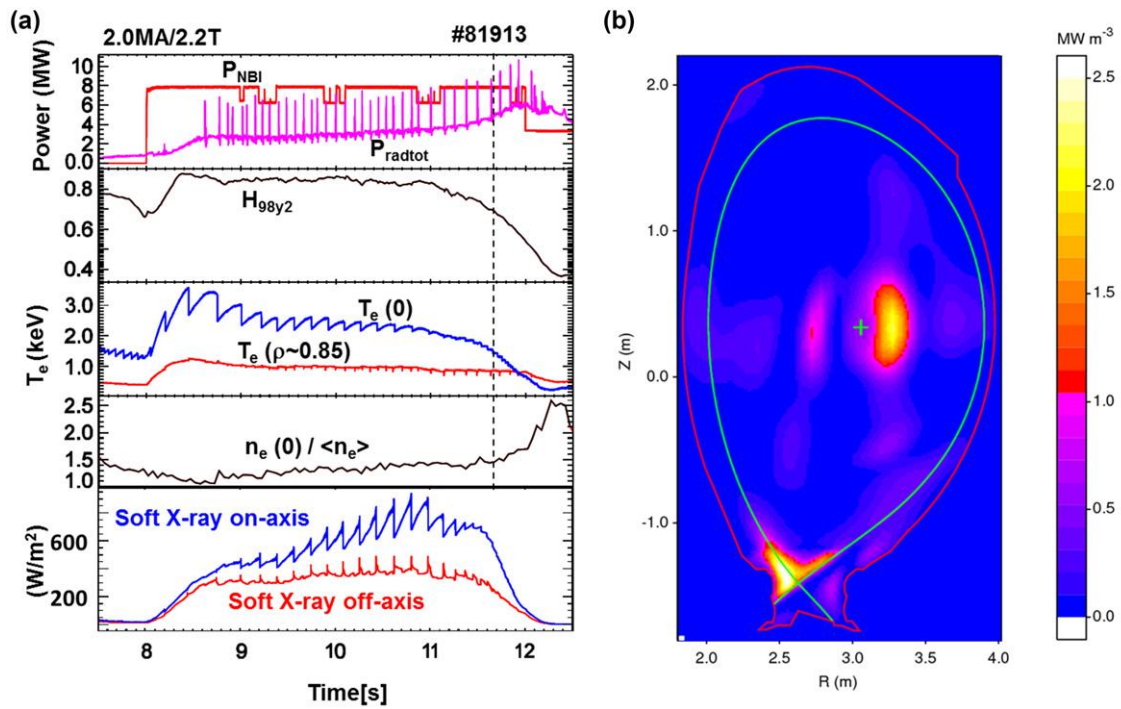 (a)
2.0MA/2.2T #81913
Power (MW)
10
8
6
4
2
0.0
P_NBI
P_radtot
0.8
0.6
0.4
H_98y2
T_e (keV)
3.0
2.0
1.0
T_e (0)
T_e (ρ~0.85)
2.5
2.0
1.5
1.0
n_e (0) / <n_e>
(W/m²)
600
200
Soft X-ray on-axis
Soft X-ray off-axis
8 9 10 11 12
Time[s]
(b)
Z (m)
2.0
1.0
0.0
-1.0
2.0 2.5 3.0 3.5 4.0
R (m)
MW m⁻³
2.5
2.0
1.5
1.0
0.5
0.0